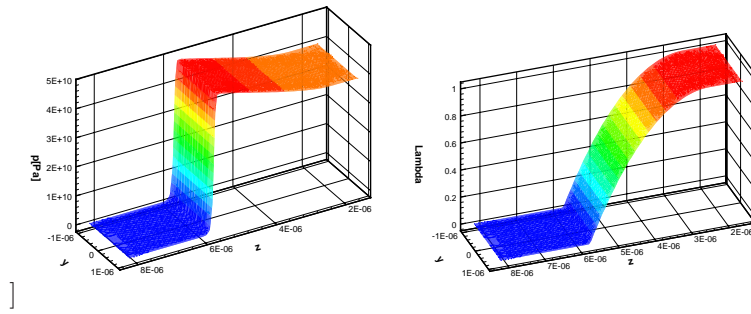 5E+10
4E+10
3E+10
2E+10
1E+10
0
p[Pa]
-1E-06
0
1E-06
y
8E-06
6E-06
4E-06
2E-06
z
1
0.8
0.6
0.4
0.2
0
Lambda
-1E-06
0
1E-06
y
8E-06
7E-06
6E-06
5E-06
4E-06
3E-06
2E-06
z
]